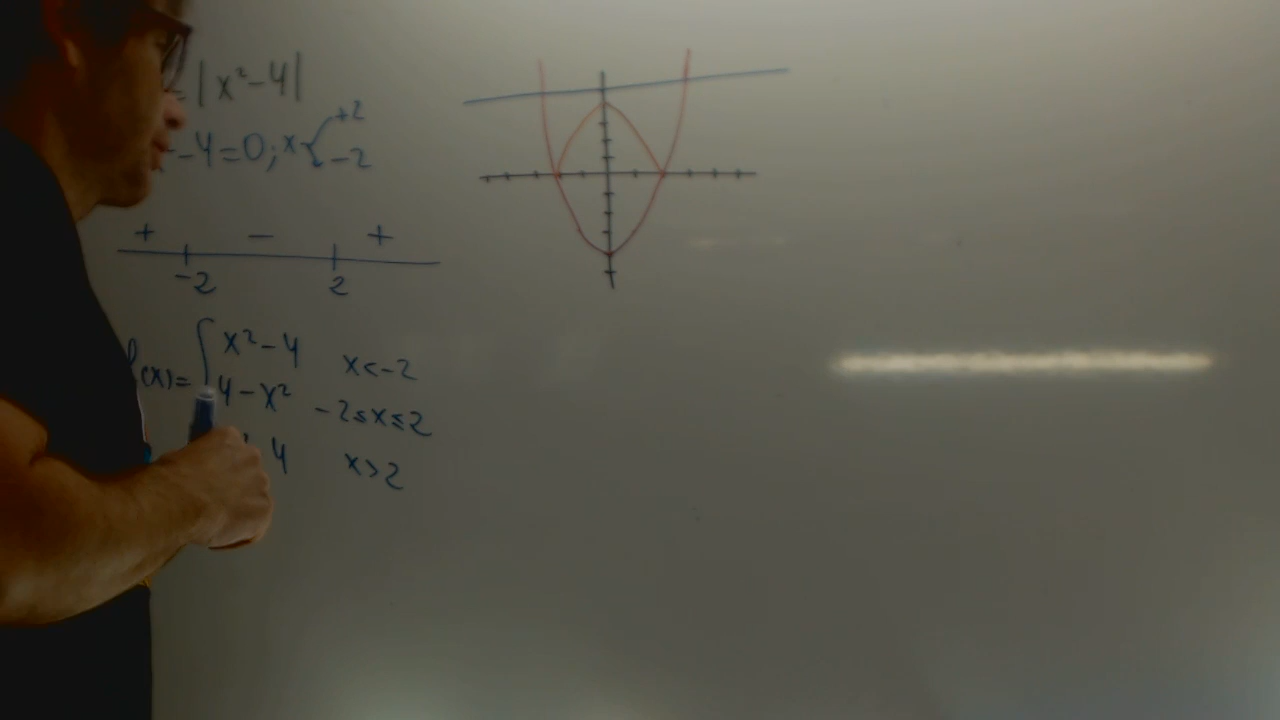 =|x²-4|
-4=0; x +2
-2
+ - +
-2 2
f(x)= x²-4 x<-2
4-x² -2≤x≤2
4 x>2